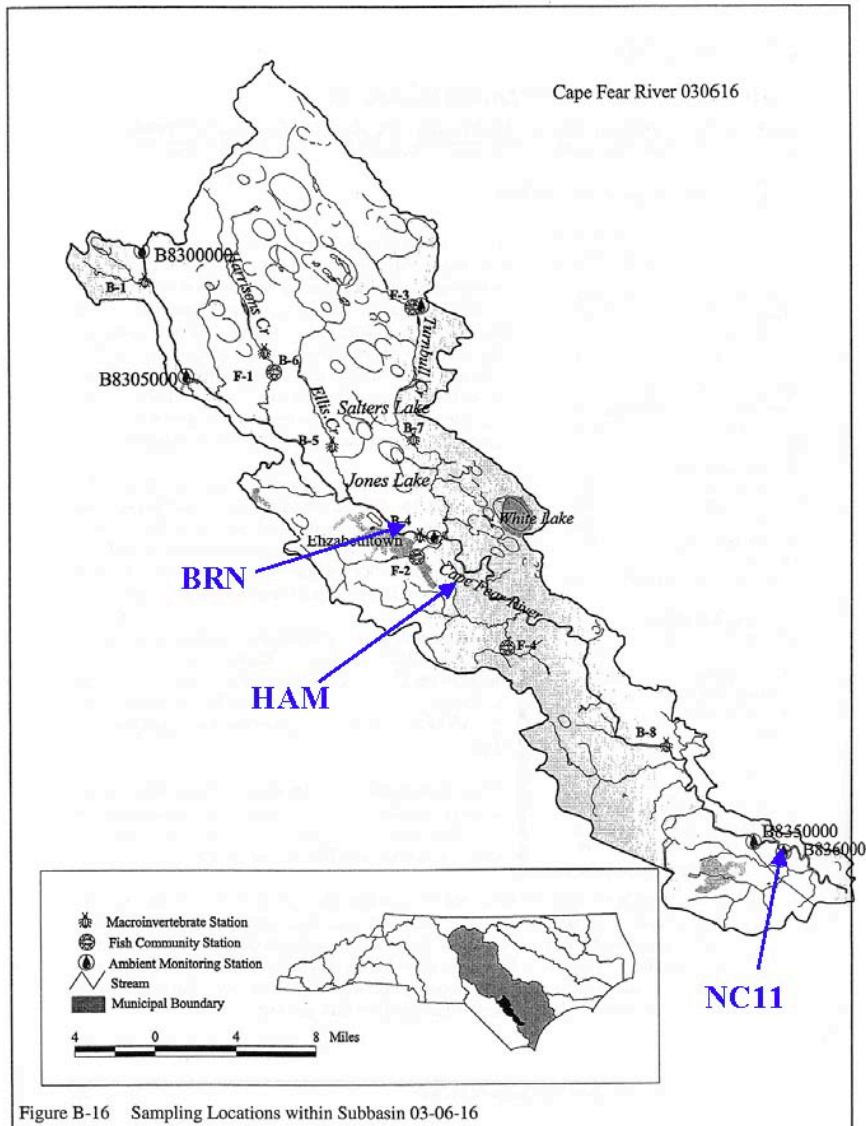 Cape Fear River 030616
B8300000
B-1
Harrisons Cr
F-3
Turnbull Cr
B-6
F-1
B8305000
Ellis Cr
Salters Lake
B-5
B-7
Jones Lake
White Lake
B-4
Ehzabethtown
BRN
F-2
Cape Fear River
HAM
F-4
B-8
B8350000
B836000
NC11
Macroinvertebrate Station
Fish Community Station
Ambient Monitoring Station
Stream
Municipal Boundary
4 0 4 8 Miles
Figure B-16 Sampling Locations within Subbasin 03-06-16